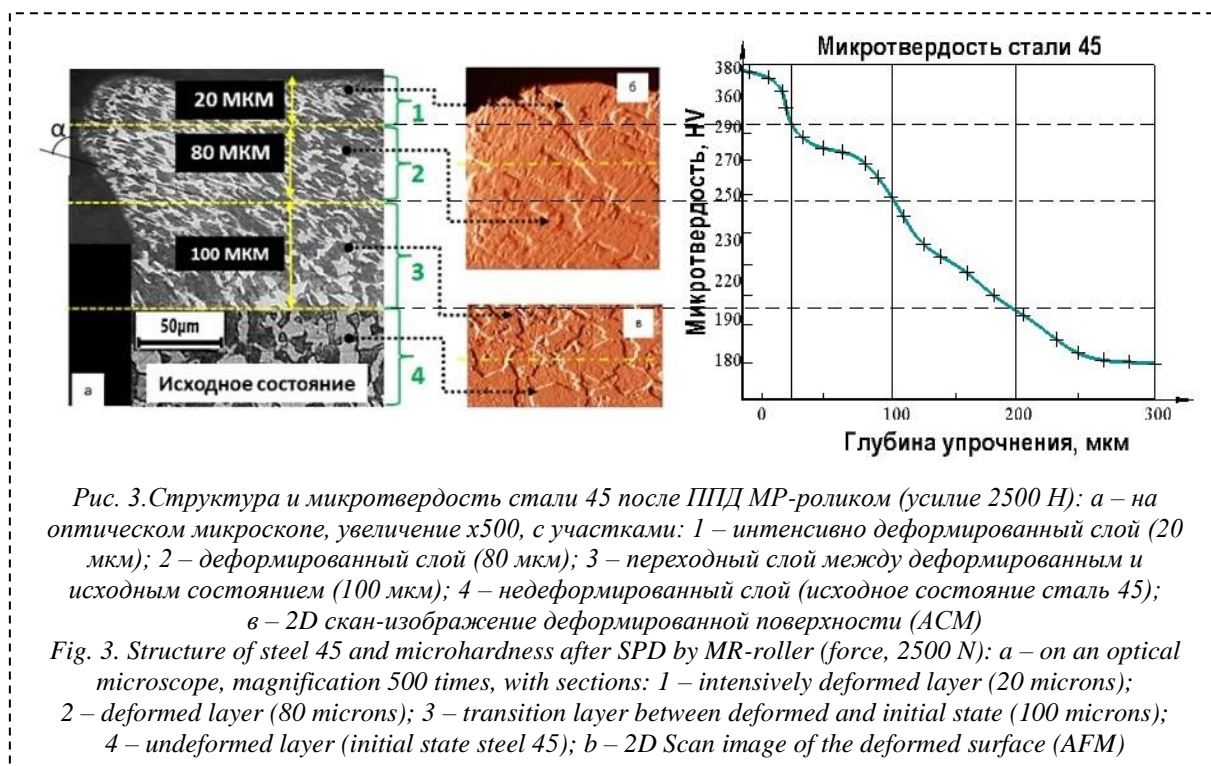 Микротвердость стали 45
20 МКМ
1
α
80 МКМ
2
100 МКМ
3
50µm
4
Исходное состояние
а
б
в
Микротвердость, HV
380
360
290
270
250
230
220
190
180
0
100
200
300
Глубина упрочнения, мкм
Рис. 3.Структура и микротвердость стали 45 после ППД МР-роликом (усилие 2500 Н): а – на
оптическом микроскопе, увеличение х500, с участками: 1 – интенсивно деформированный слой (20
мкм); 2 – деформированный слой (80 мкм); 3 – переходный слой между деформированным и
исходным состоянием (100 мкм); 4 – недеформированный слой (исходное состояние сталь 45);
в – 2D скан-изображение деформированной поверхности (АСМ)
Fig. 3. Structure of steel 45 and microhardness after SPD by MR-roller (force, 2500 N): a – on an optical
microscope, magnification 500 times, with sections: 1 – intensively deformed layer (20 microns);
2 – deformed layer (80 microns); 3 – transition layer between deformed and initial state (100 microns);
4 – undeformed layer (initial state steel 45); b – 2D Scan image of the deformed surface (AFM)